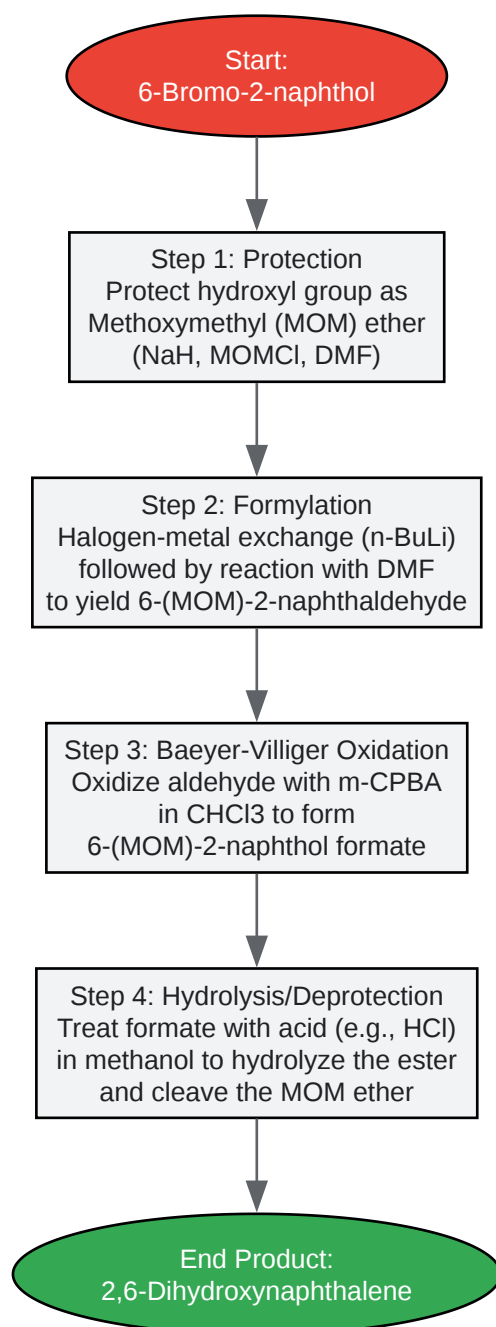 Start:
6-Bromo-2-naphthol
Step 1: Protection
Protect hydroxyl group as
Methoxymethyl (MOM) ether
(NaH, MOMCl, DMF)
Step 2: Formylation
Halogen-metal exchange (n-BuLi)
followed by reaction with DMF
to yield 6-(MOM)-2-naphthaldehyde
Step 3: Baeyer-Villiger Oxidation
Oxidize aldehyde with m-CPBA
in CHCl3 to form
6-(MOM)-2-naphthol formate
Step 4: Hydrolysis/Deprotection
Treat formate with acid (e.g., HCl)
in methanol to hydrolyze the ester
and cleave the MOM ether
End Product:
2,6-Dihydroxynaphthalene